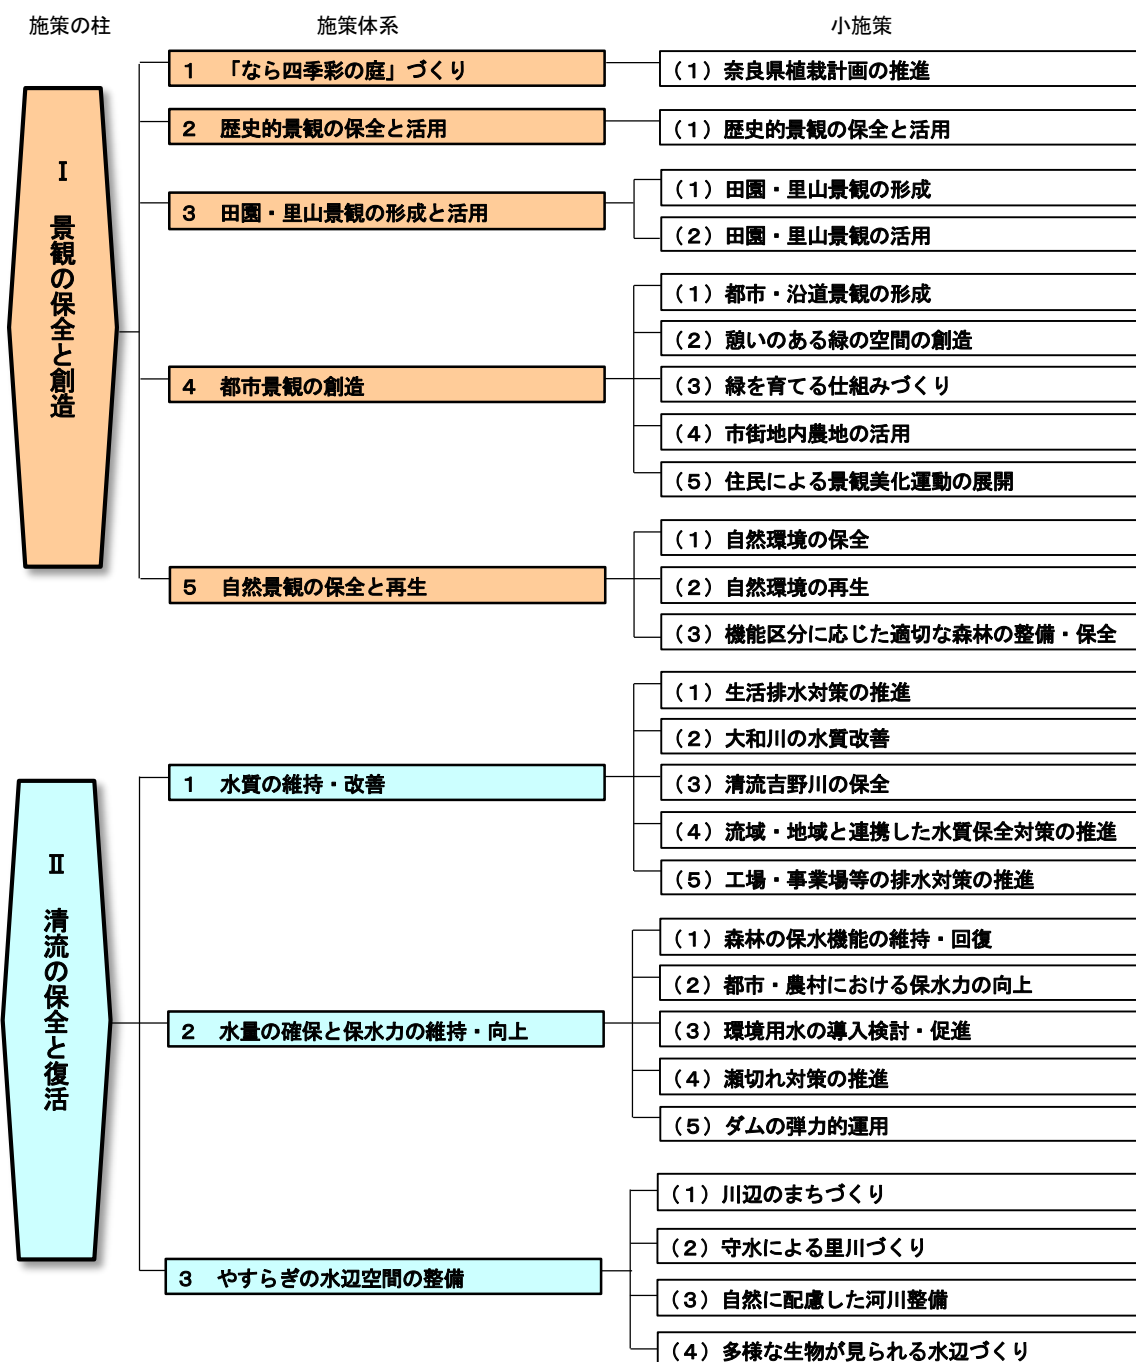 施策の柱 施策体系 小施策
Ⅰ 景観の保全と創造
1 「なら四季彩の庭」づくり
(1)奈良県植栽計画の推進
2 歴史的景観の保全と活用
(1)歴史的景観の保全と活用
3 田園・里山景観の形成と活用
(1)田園・里山景観の形成
(2)田園・里山景観の活用
4 都市景観の創造
(1)都市・沿道景観の形成
(2)憩いのある緑の空間の創造
(3)緑を育てる仕組みづくり
(4)市街地内農地の活用
(5)住民による景観美化運動の展開
5 自然景観の保全と再生
(1)自然環境の保全
(2)自然環境の再生
(3)機能区分に応じた適切な森林の整備・保全
Ⅱ 清流の保全と復活
1 水質の維持・改善
(1)生活排水対策の推進
(2)大和川の水質改善
(3)清流吉野川の保全
(4)流域・地域と連携した水質保全対策の推進
(5)工場・事業場等の排水対策の推進
2 水量の確保と保水力の維持・向上
(1)森林の保水機能の維持・回復
(2)都市・農村における保水力の向上
(3)環境用水の導入検討・促進
(4)瀬切れ対策の推進
(5)ダムの弾力的運用
3 やすらぎの水辺空間の整備
(1)川辺のまちづくり
(2)守水による里川づくり
(3)自然に配慮した河川整備
(4)多様な生物が見られる水辺づくり